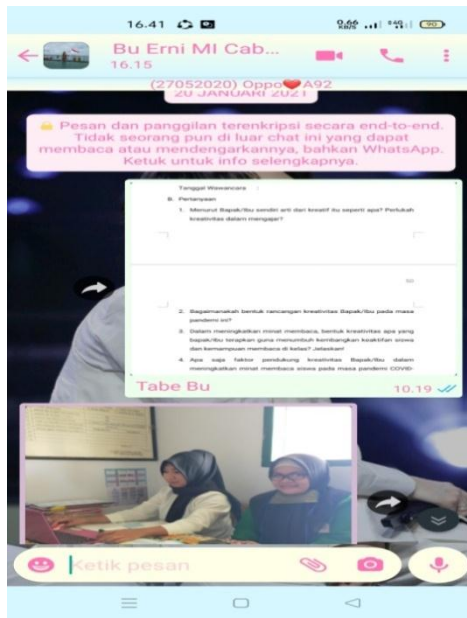 16.41
0,66 KB/S 4G 90
Bu Erni MI Cab...
16.15
(27052020) Oppo❤A92
20 JANUARI 2021
🔒 Pesan dan panggilan terenkripsi secara end-to-end.
Tidak seorang pun di luar chat ini yang dapat
membaca atau mendengarkannya, bahkan WhatsApp.
Ketuk untuk info selengkapnya.
Tanggal Wawancara :
B. Pertanyaan
1. Menurut Bapak/Ibu sendiri arti dari kreatif itu seperti apa? Perlukah
kreativitas dalam mengajar?
2. Bagaimanakah bentuk rancangan kreativitas Bapak/Ibu pada masa
pandemi ini?
3. Dalam meningkatkan minat membaca, bentuk kreativitas apa yang
bapak/ibu terapkan guna menumbuh kembangkan keaktifan siswa
dan kemampuan membaca di kelas? Jelaskan!
4. Apa saja faktor pendukung kreativitas Bapak/Ibu dalam
meningkatkan minat membaca siswa pada masa pandemi COVID-
Tabe Bu
10.19
Ketik pesan